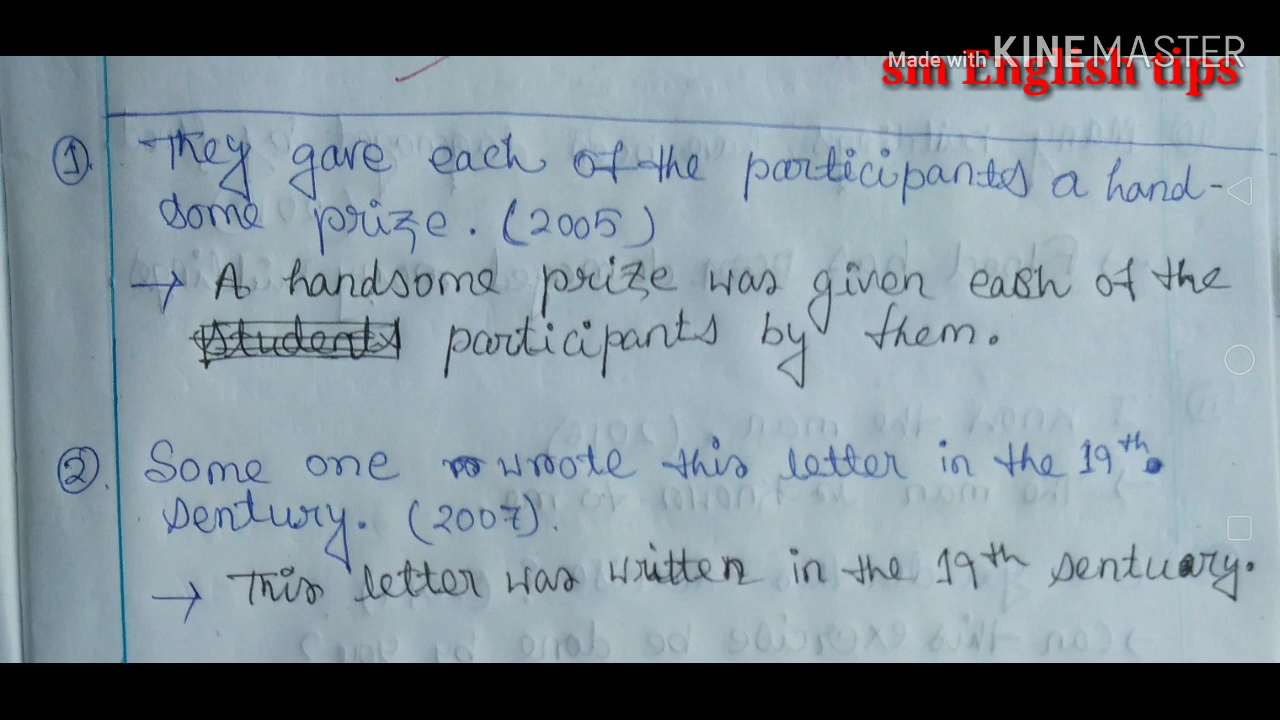 Made with KINEMASTER
sm English tips
① They gave each of the participants a hand-
some prize. (2005)
→ A handsome prize was given each of the
students participants by them.
②. Some one wrote this letter in the 19th.
sentury. (2007).
→ This letter was written in the 19th sentuary.